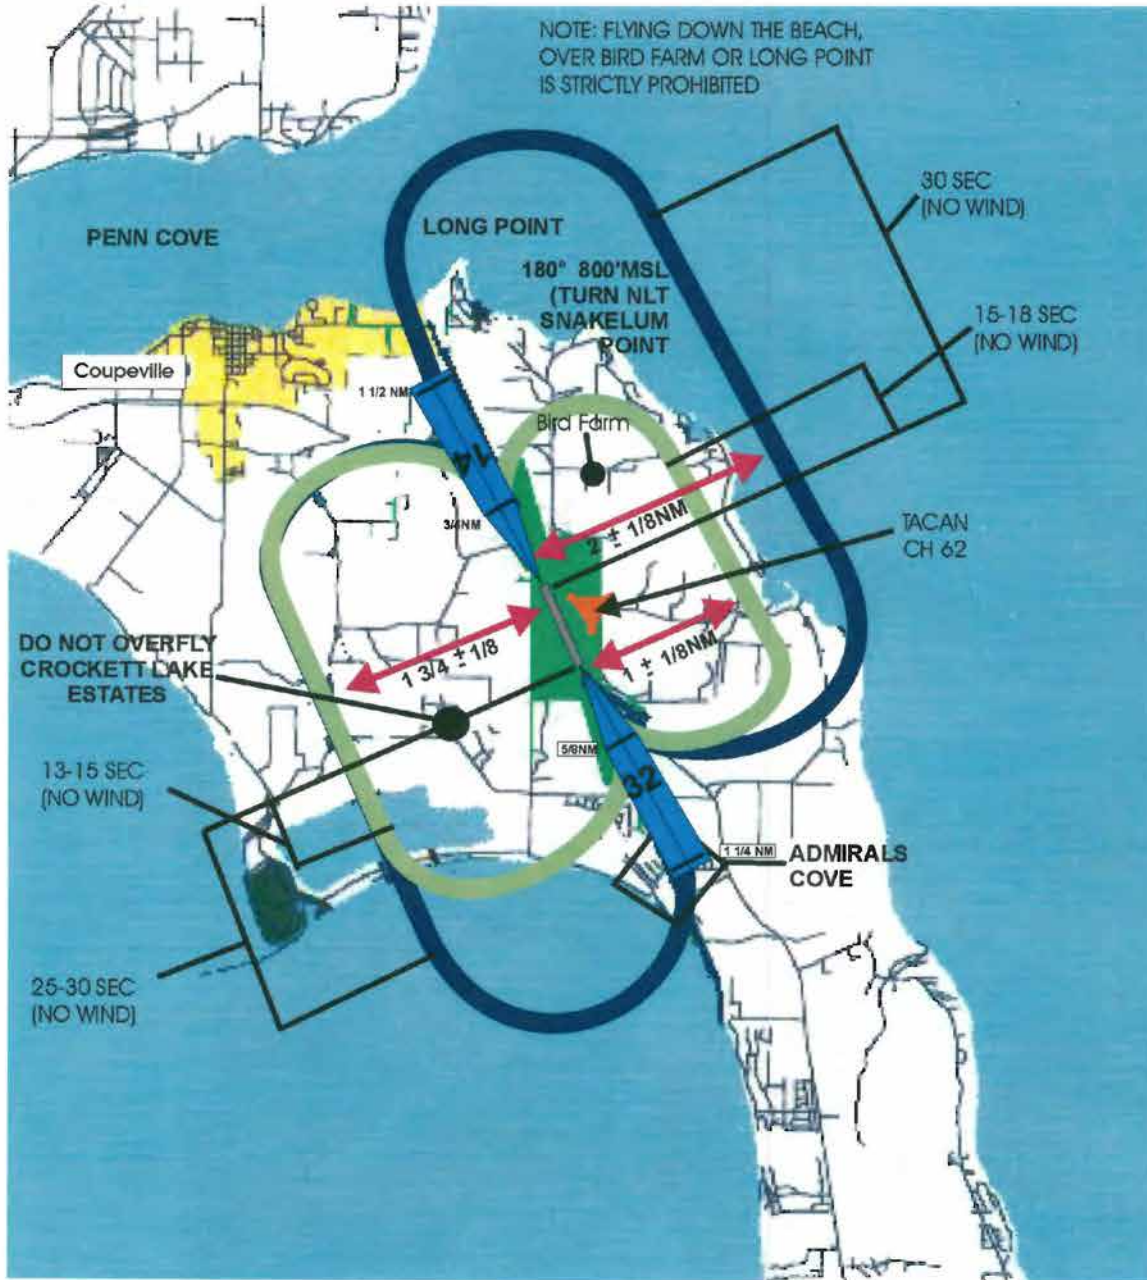 NOTE: FLYING DOWN THE BEACH,
OVER BIRD FARM OR LONG POINT
IS STRICTLY PROHIBITED
30 SEC
(NO WIND)
PENN COVE
LONG POINT
180° 800'MSL
(TURN NLT
SNAKELUM
POINT
15-18 SEC
(NO WIND)
Coupeville
1 1/2 NM
Bird Farm
14
3/4NM
2 ± 1/8NM
TACAN
CH 62
DO NOT OVERFLY
CROCKETT LAKE
ESTATES
1 3/4 ± 1/8
1 ± 1/8NM
5/8NM
32
13-15 SEC
(NO WIND)
1 1/4 NM
ADMIRALS
COVE
25-30 SEC
(NO WIND)